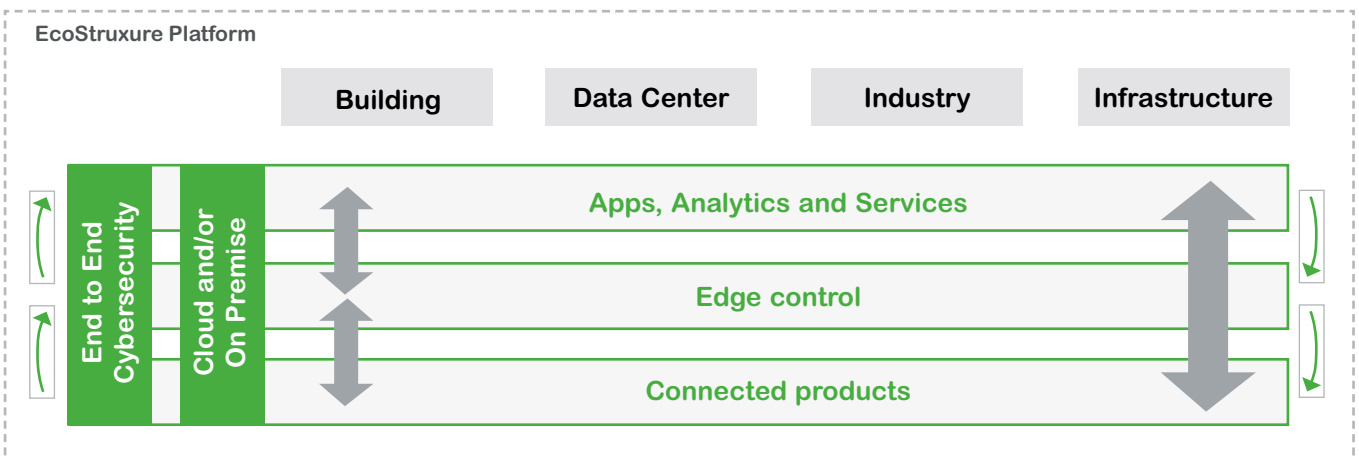 EcoStruxure Platform
Building
Data Center
Industry
Infrastructure
End to End
Cybersecurity
Cloud and/or
On Premise
Apps, Analytics and Services
Edge control
Connected products